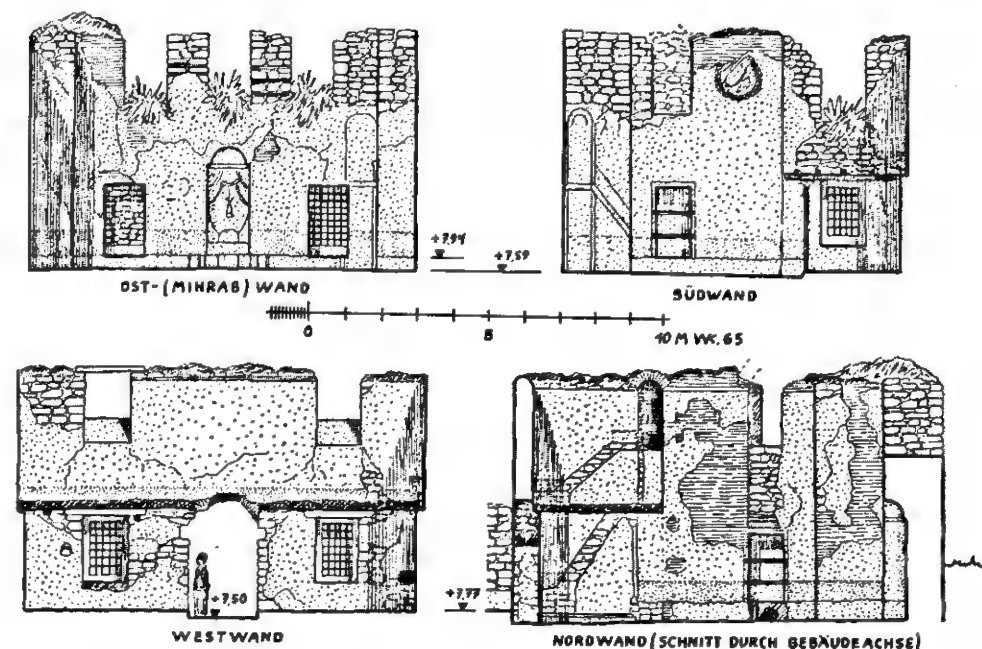 +7,94
+7,59
OST-(MIHRAB) WAND
SÜDWAND
0 5 10 M VK. 65
+7,50
+7,77
WESTWAND
NORDWAND (SCHNITT DURCH GEBÄUDEACHSE)